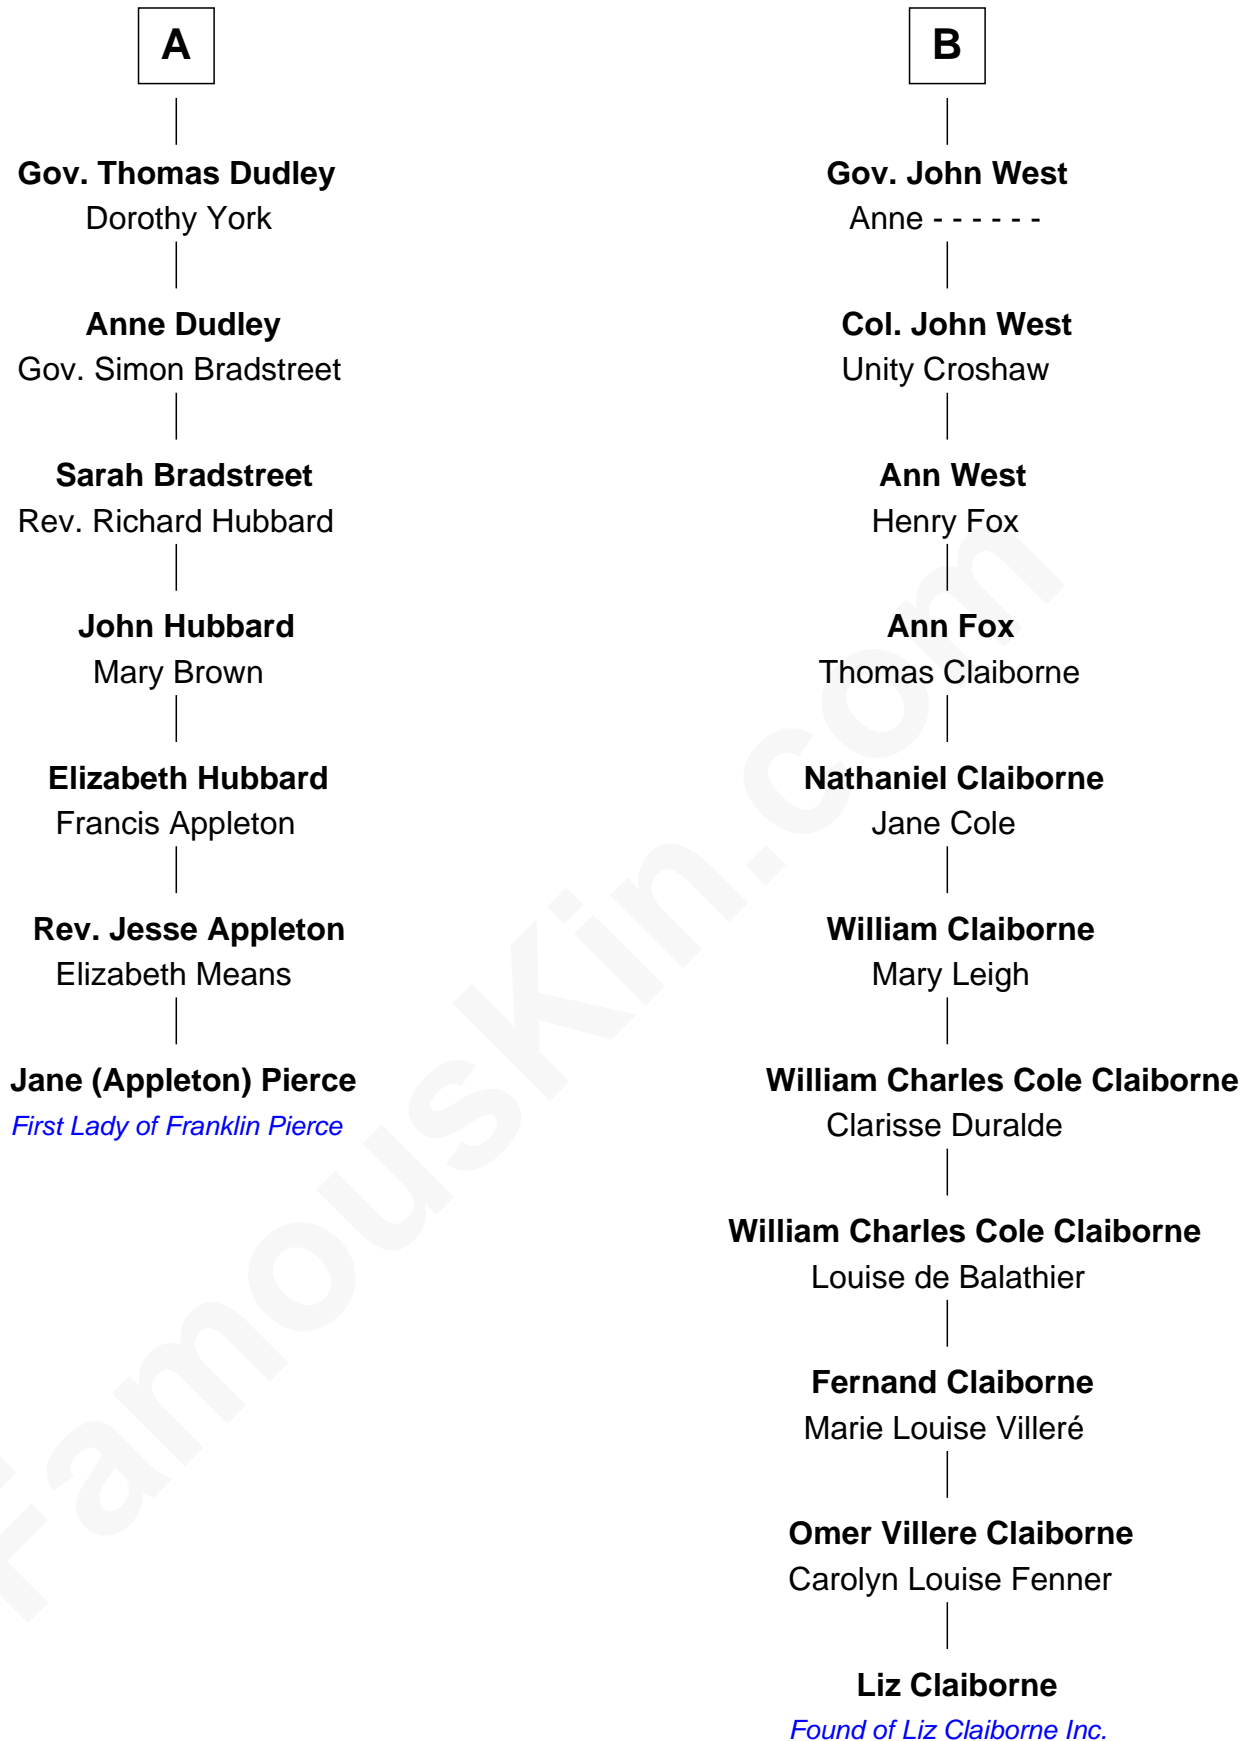 A
Gov. Thomas Dudley
Dorothy York
Anne Dudley
Gov. Simon Bradstreet
Sarah Bradstreet
Rev. Richard Hubbard
John Hubbard
Mary Brown
Elizabeth Hubbard
Francis Appleton
Rev. Jesse Appleton
Elizabeth Means
Jane (Appleton) Pierce
First Lady of Franklin Pierce
B
Gov. John West
Anne - - - - - -
Col. John West
Unity Croshaw
Ann West
Henry Fox
Ann Fox
Thomas Claiborne
Nathaniel Claiborne
Jane Cole
William Claiborne
Mary Leigh
William Charles Cole Claiborne
Clarisse Duralde
William Charles Cole Claiborne
Louise de Balathier
Fernand Claiborne
Marie Louise Villeré
Omer Villere Claiborne
Carolyn Louise Fenner
Liz Claiborne
Found of Liz Claiborne Inc.
FamousKin.com